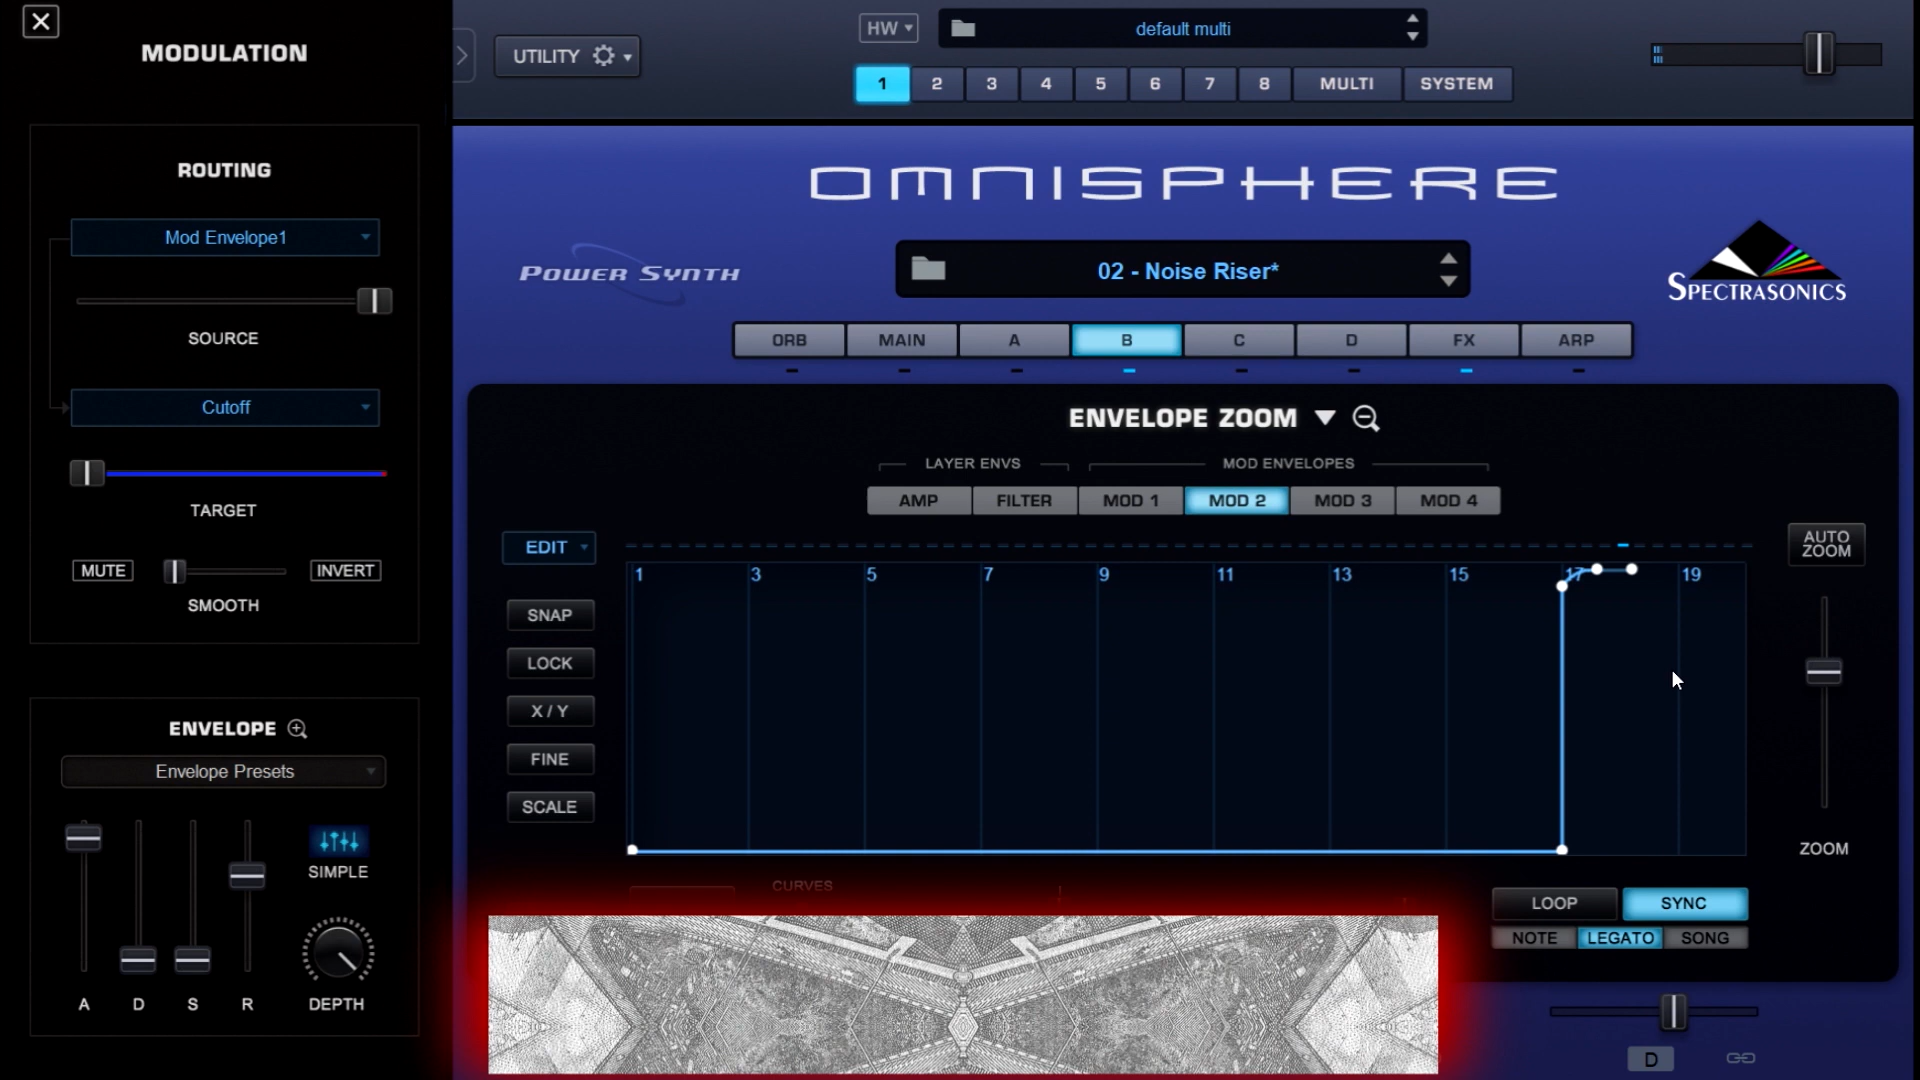 MODULATION
ROUTING
Mod Envelope1
SOURCE
Cutoff
TARGET
MUTE
INVERT
SMOOTH
ENVELOPE
Envelope Presets
SIMPLE
A D S R DEPTH
UTILITY
HW
default multi
1 2 3 4 5 6 7 8 MULTI SYSTEM
OMNISPHERE
POWER SYNTH
02 - Noise Riser*
SPECTRASONICS
ORB MAIN A B C D FX ARP
ENVELOPE ZOOM
LAYER ENVS MOD ENVELOPES
AMP FILTER MOD 1 MOD 2 MOD 3 MOD 4
EDIT
AUTO
ZOOM
1 3 5 7 9 11 13 15 17 19
SNAP
LOCK
X / Y
FINE
SCALE
ZOOM
CURVES
LOOP SYNC
NOTE LEGATO SONG
D